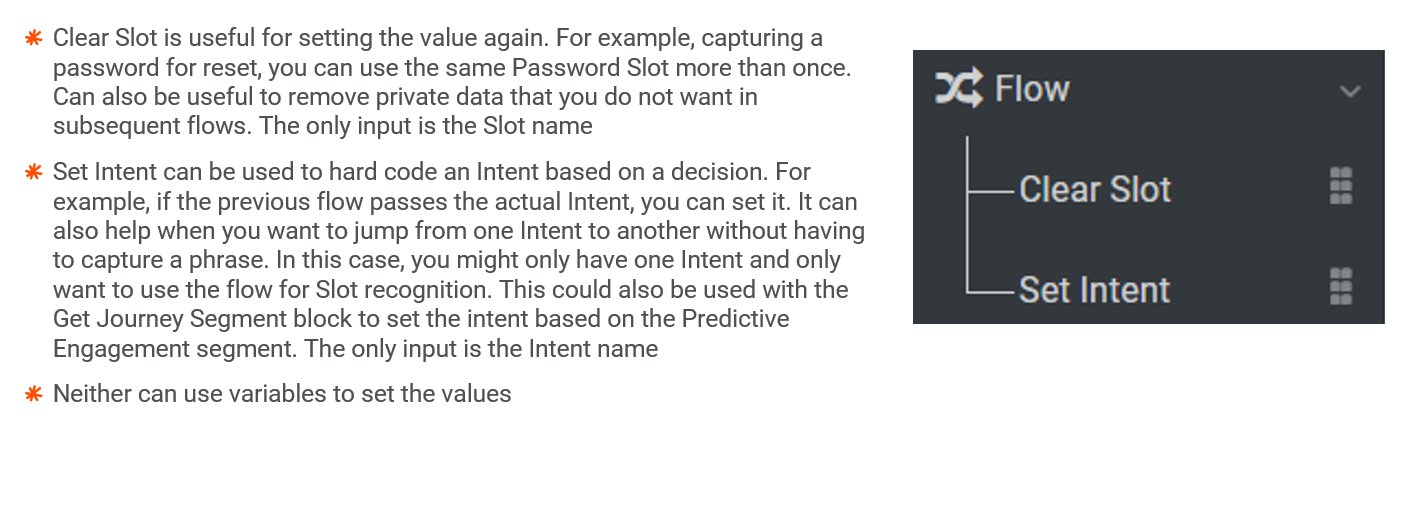 Clear Slot is useful for setting the value again. For example, capturing a
password for reset, you can use the same Password Slot more than once.
Can also be useful to remove private data that you do not want in
subsequent flows. The only input is the Slot name
Set Intent can be used to hard code an Intent based on a decision. For
example, if the previous flow passes the actual Intent, you can set it. It can
also help when you want to jump from one Intent to another without having
to capture a phrase. In this case, you might only have one Intent and only
want to use the flow for Slot recognition. This could also be used with the
Get Journey Segment block to set the intent based on the Predictive
Engagement segment. The only input is the Intent name
Neither can use variables to set the values
Flow
Clear Slot
Set Intent